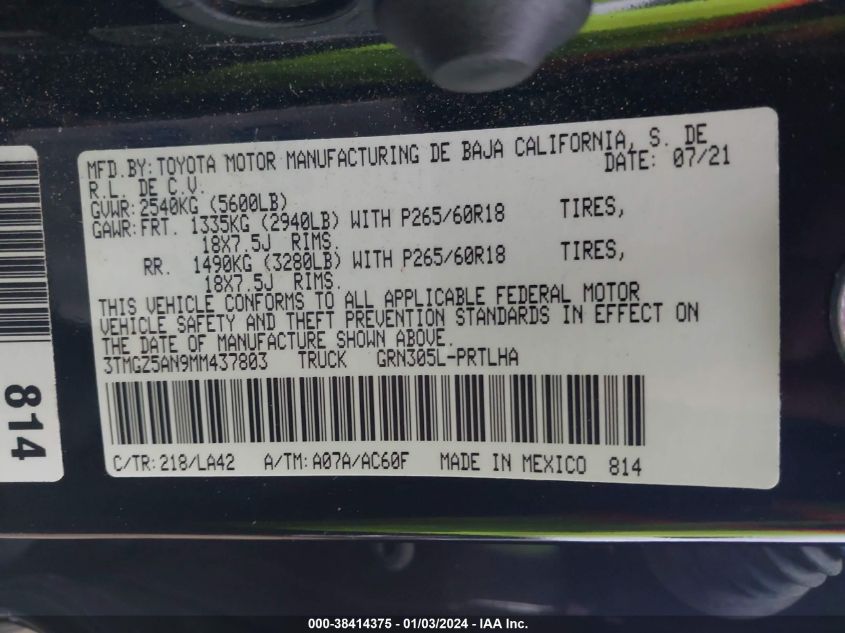 MFD.BY: TOYOTA MOTOR MANUFACTURING DE BAJA CALIFORNIA, S. DE
R.L. DE C.V. DATE: 07/21
GVWR: 2540KG (5600LB)
GAWR: FRT. 1335KG (2940LB) WITH P265/60R18 TIRES,
18X7.5J RIMS.
RR. 1490KG (3280LB) WITH P265/60R18 TIRES,
18X7.5J RIMS.
THIS VEHICLE CONFORMS TO ALL APPLICABLE FEDERAL MOTOR
VEHICLE SAFETY AND THEFT PREVENTION STANDARDS IN EFFECT ON
THE DATE OF MANUFACTURE SHOWN ABOVE.
3TMGZ5AN9MM437803 TRUCK GRN305L-PRTLHA
C/TR: 218/LA42 A/TM: A07A/AC60F MADE IN MEXICO 814
814
000-38414375 - 01/03/2024 - IAA Inc.